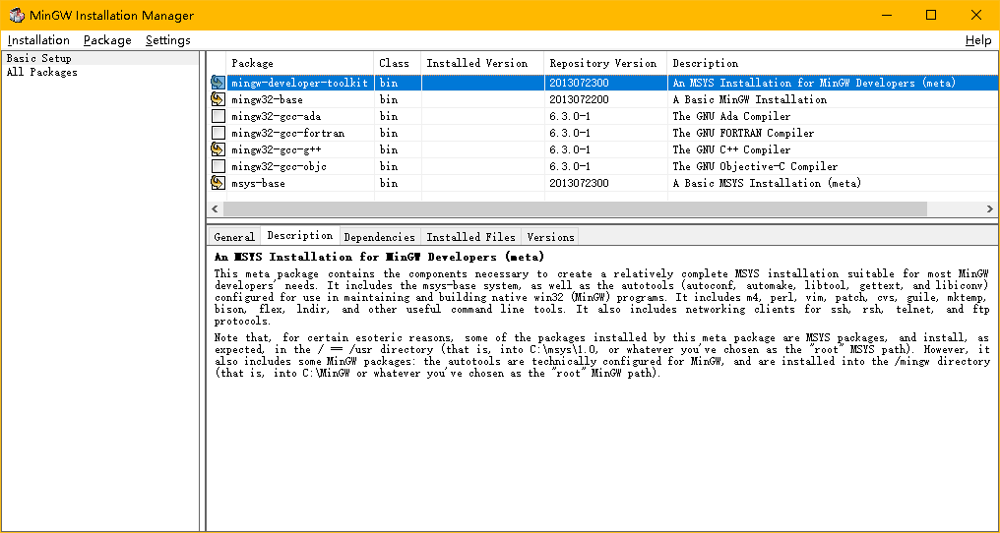 MinGW Installation Manager
Installation Package Settings Help
Basic Setup
All Packages
Package Class Installed Version Repository Version Description
mingw-developer-toolkit bin 2013072300 An MSYS Installation for MinGW Developers (meta)
mingw32-base bin 2013072200 A Basic MinGW Installation
mingw32-gcc-ada bin 6.3.0-1 The GNU Ada Compiler
mingw32-gcc-fortran bin 6.3.0-1 The GNU FORTRAN Compiler
mingw32-gcc-g++ bin 6.3.0-1 The GNU C++ Compiler
mingw32-gcc-objc bin 6.3.0-1 The GNU Objective-C Compiler
msys-base bin 2013072300 A Basic MSYS Installation (meta)
General Description Dependencies Installed Files Versions
An MSYS Installation for MinGW Developers (meta)
This meta package contains the components necessary to create a relatively complete MSYS installation suitable for most MinGW
developers' needs. It includes the msys-base system, as well as the autotools (autoconf, automake, libtool, gettext, and libiconv)
configured for use in maintaining and building native win32 (MinGW) programs. It includes m4, perl, vim, patch, cvs, guile, mktemp,
bison, flex, lndir, and other useful command line tools. It also includes networking clients for ssh, rsh, telnet, and ftp
protocols.
Note that, for certain esoteric reasons, some of the packages installed by this meta package are MSYS packages, and install, as
expected, in the / == /usr directory (that is, into C:\msys\1.0, or whatever you've chosen as the "root" MSYS path). However, it
also includes some MinGW packages: the autotools are technically configured for MinGW, and are installed into the /mingw directory
(that is, into C:\MinGW or whatever you've chosen as the "root" MinGW path).